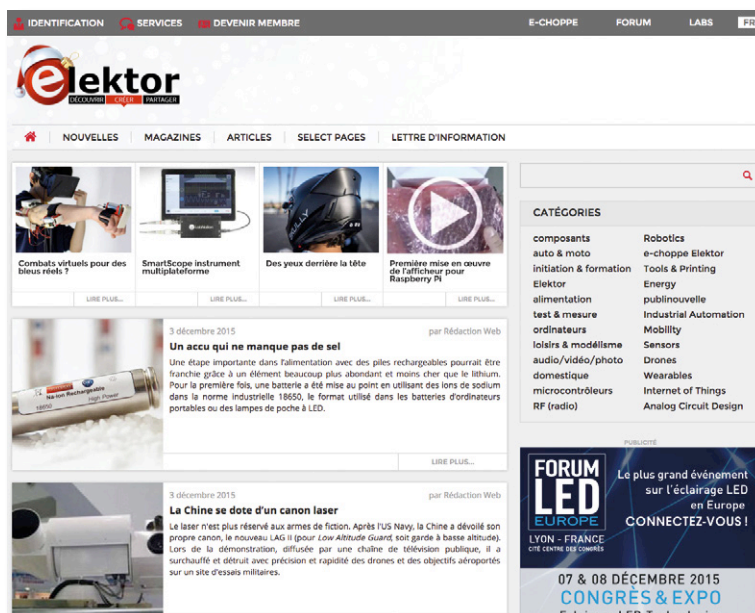 IDENTIFICATION SERVICES DEVENIR MEMBRE E-CHOPPE FORUM LABS FR
elektor
DÉCOUVRIR CRÉER PARTAGER
NOUVELLES MAGAZINES ARTICLES SELECT PAGES LETTRE D'INFORMATION
Combats virtuels pour des
bleus réels ?
LIRE PLUS...
SmartScope instrument
multiplateforme
LIRE PLUS...
Des yeux derrière la tête
LIRE PLUS...
Première mise en œuvre
de l'afficheur pour
Raspberry Pi
LIRE PLUS...
3 décembre 2015 par Rédaction Web
Un accu qui ne manque pas de sel
Une étape importante dans l'alimentation avec des piles rechargeables pourrait être
franchie grâce à un élément beaucoup plus abondant et moins cher que le lithium.
Pour la première fois, une batterie a été mise au point en utilisant des ions de sodium
dans la norme industrielle 18650, le format utilisé dans les batteries d'ordinateurs
portables ou des lampes de poche à LED.
LIRE PLUS...
Na-ion Rechargeable
18650 High Power
3 décembre 2015 par Rédaction Web
La Chine se dote d'un canon laser
Le laser n'est plus réservé aux armes de fiction. Après l'US Navy, la Chine a dévoilé son
propre canon, le nouveau LAG II (pour Low Altitude Guard, soit garde à basse altitude).
Lors de la démonstration, diffusée par une chaîne de télévision publique, il a
surchauffé et détruit avec précision et rapidité des drones et des objectifs aéroportés
sur un site d'essais militaires.
CATÉGORIES
composants
auto & moto
initiation & formation
Elektor
alimentation
test & mesure
ordinateurs
loisirs & modélisme
audio/vidéo/photo
domestique
microcontrôleurs
RF (radio)
Robotics
e-choppe Elektor
Tools & Printing
Energy
publinouvelle
Industrial Automation
Mobility
Sensors
Drones
Wearables
Internet of Things
Analog Circuit Design
PUBLICITÉ
FORUM
LED
EUROPE
LYON - FRANCE
CITÉ CENTRE DES CONGRÈS
Le plus grand événement
sur l'éclairage LED
en Europe
CONNECTEZ-VOUS !
07 & 08 DÉCEMBRE 2015
CONGRÈS & EXPO